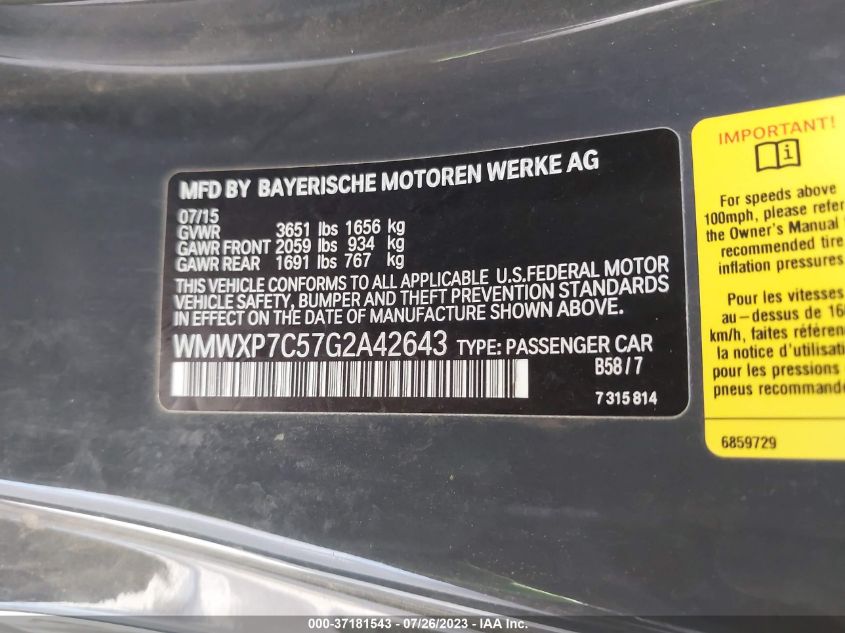 MFD BY BAYERISCHE MOTOREN WERKE AG
07/15
GVWR 3651 lbs 1656 kg
GAWR FRONT 2059 lbs 934 kg
GAWR REAR 1691 lbs 767 kg
THIS VEHICLE CONFORMS TO ALL APPLICABLE U.S.FEDERAL MOTOR
VEHICLE SAFETY, BUMPER AND THEFT PREVENTION STANDARDS
IN EFFECT ON THE DATE OF MANUFACTURE SHOWN ABOVE.
WMWXP7C57G2A42643 TYPE: PASSENGER CAR
B58/7
7 315 814
IMPORTANT!
i
For speeds above
100mph, please refer
the Owner's Manual
recommended tire
inflation pressures
Pour les vitesses
au-dessus de 16
km/h, faites référenc
la notice d'utilisati
pour les pressions
pneus recommand
6859729
000-37181543 - 07/26/2023 - IAA Inc.